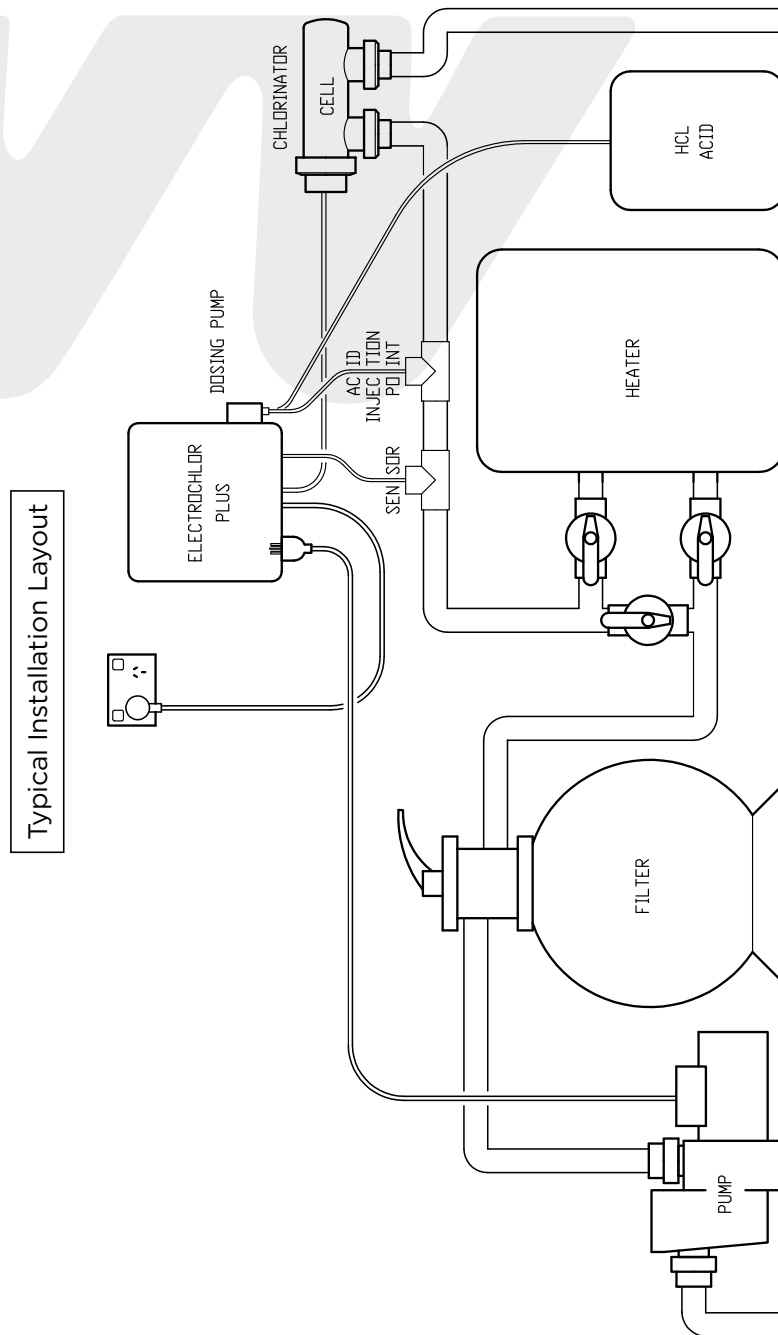 Typical Installation Layout
ELECTROCHLOR
PLUS
DOSING PUMP
CHLORINATOR
CELL
SENSOR
ACID
INJECTION
POINT
PUMP
FILTER
HEATER
HCL
ACID